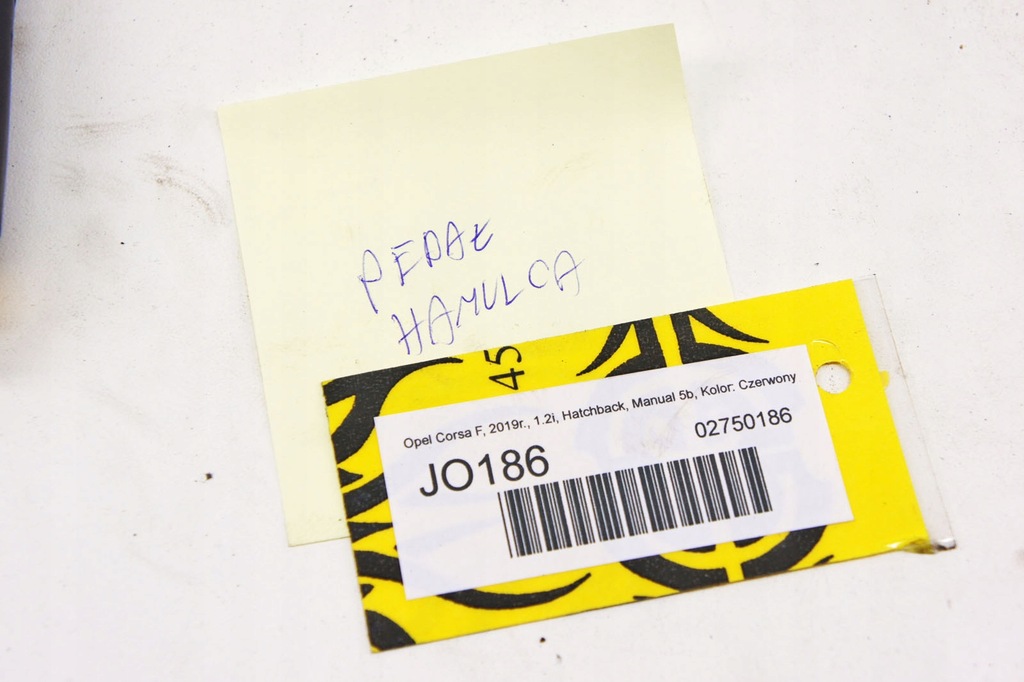 PEDAŁ
HAMULCA
45
Opel Corsa F, 2019r., 1.2i, Hatchback, Manual 5b, Kolor: Czerwony
02750186
JO186